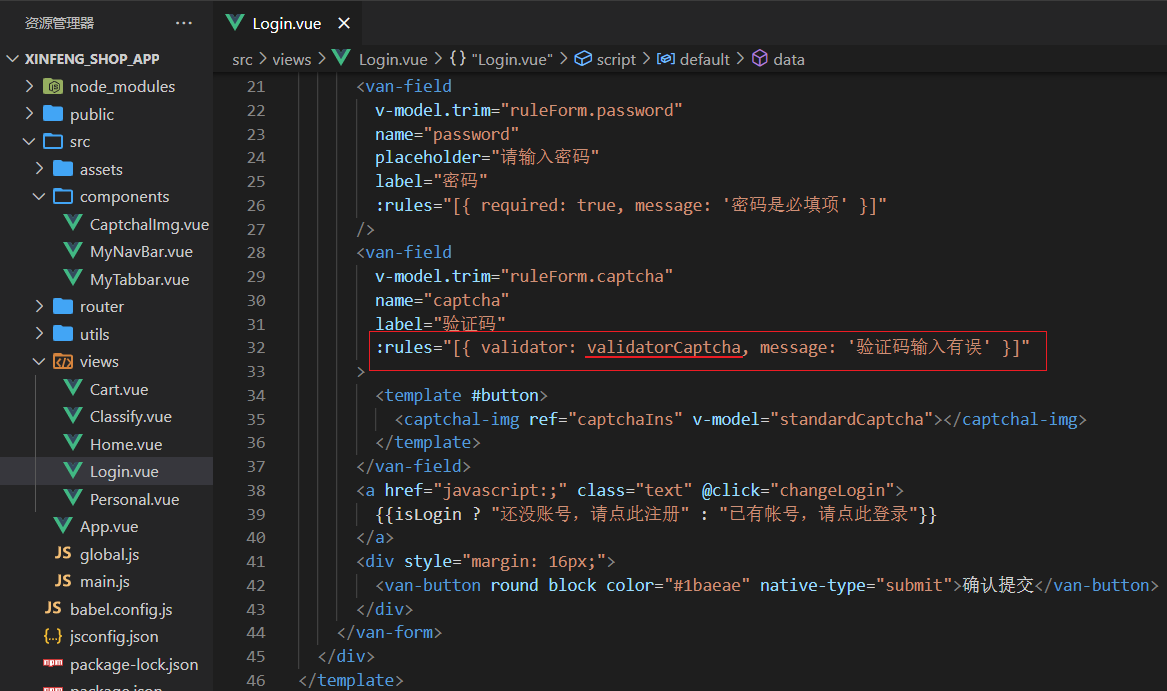 资源管理器
XINFENG_SHOP_APP
node_modules
public
src
assets
components
CaptchalImg.vue
MyNavBar.vue
MyTabbar.vue
router
utils
views
Cart.vue
Classify.vue
Home.vue
Login.vue
Personal.vue
App.vue
JS global.js
JS main.js
JS babel.config.js
{..} jsconfig.json
npm package-lock.json
npm package.json
Login.vue
src > views > Login.vue > {} "Login.vue" > script > default > data
21 <van-field
22 v-model.trim="ruleForm.password"
23 name="password"
24 placeholder="请输入密码"
25 label="密码"
26 :rules="[{ required: true, message: '密码是必填项' }]"
27 />
28 <van-field
29 v-model.trim="ruleForm.captcha"
30 name="captcha"
31 label="验证码"
32 :rules="[{ validator: validatorCaptcha, message: '验证码输入有误' }]"
33 >
34 <template #button>
35 <captchal-img ref="captchaIns" v-model="standardCaptcha"></captchal-img>
36 </template>
37 </van-field>
38 <a href="javascript:;" class="text" @click="changeLogin">
39 {{isLogin ? "还没账号，请点此注册" : "已有帐号，请点此登录"}}
40 </a>
41 <div style="margin: 16px;">
42 <van-button round block color="#1baeae" native-type="submit">确认提交</van-button>
43 </div>
44 </van-form>
45 </div>
46 </template>